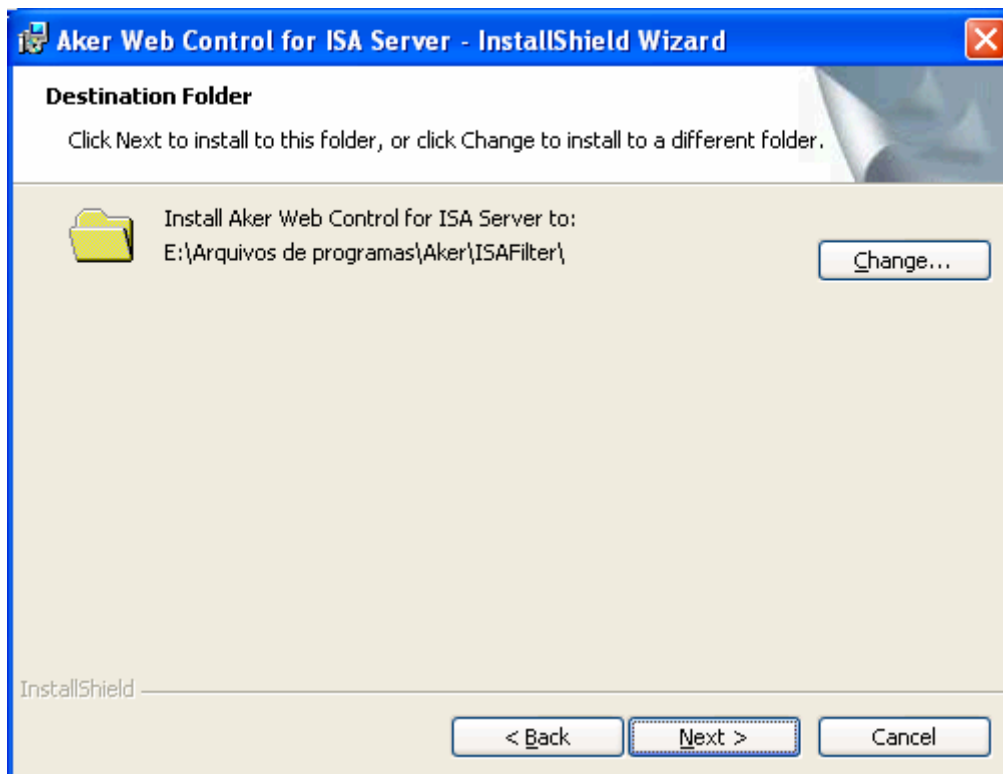 Aker Web Control for ISA Server - InstallShield Wizard
Destination Folder
Click Next to install to this folder, or click Change to install to a different folder.
Install Aker Web Control for ISA Server to:
E:\Arquivos de programas\Aker\ISAFilter\
Change...
InstallShield
< Back
Next >
Cancel